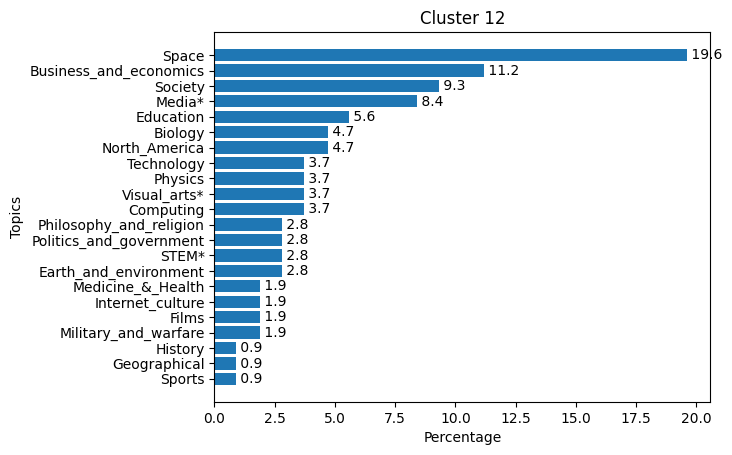 Cluster 12
Topics
Space 19.6
Business_and_economics 11.2
Society 9.3
Media* 8.4
Education 5.6
Biology 4.7
North_America 4.7
Technology 3.7
Physics 3.7
Visual_arts* 3.7
Computing 3.7
Philosophy_and_religion 2.8
Politics_and_government 2.8
STEM* 2.8
Earth_and_environment 2.8
Medicine_&_Health 1.9
Internet_culture 1.9
Films 1.9
Military_and_warfare 1.9
History 0.9
Geographical 0.9
Sports 0.9
0.0 2.5 5.0 7.5 10.0 12.5 15.0 17.5 20.0
Percentage